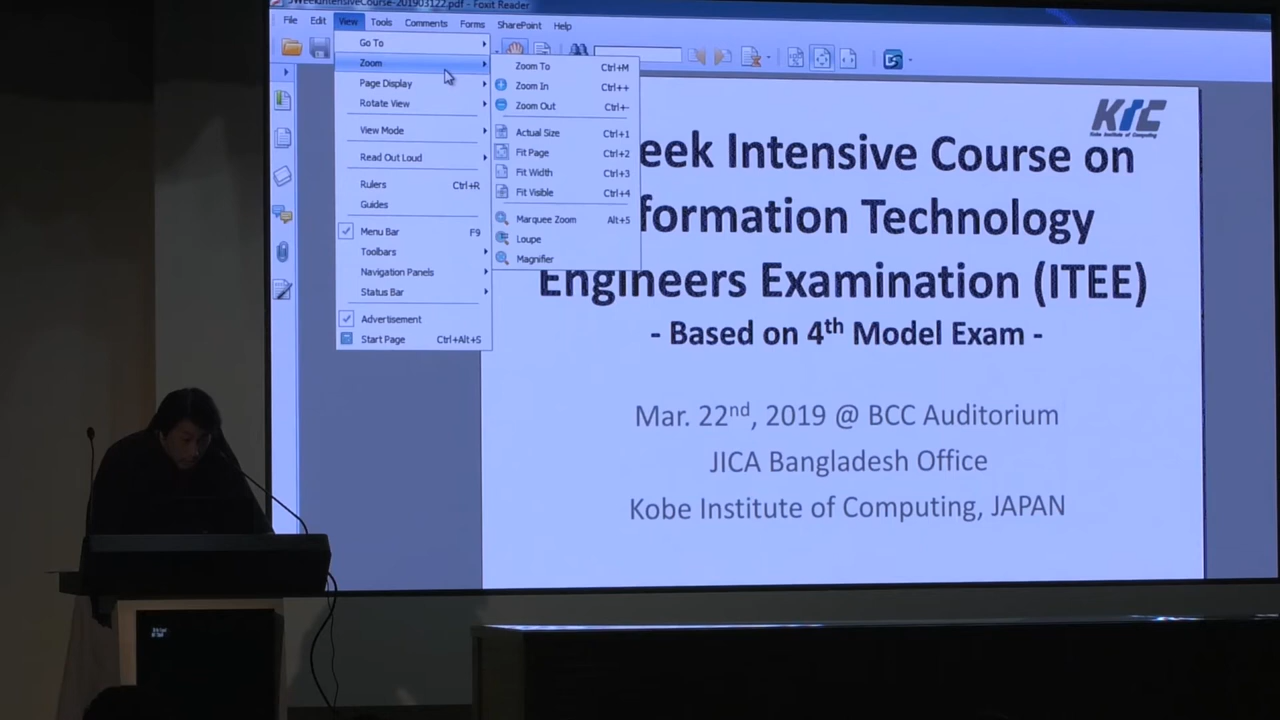 WeekIntensiveCourse-201903122.pdf - Foxit Reader
File Edit View Tools Comments Forms SharePoint Help
Go To
Zoom
Page Display
Rotate View
View Mode
Read Out Loud
Rulers Ctrl+R
Guides
Menu Bar F9
Toolbars
Navigation Panels
Status Bar
Advertisement
Start Page Ctrl+Alt+S
Zoom To Ctrl+M
Zoom In Ctrl++
Zoom Out Ctrl+-
Actual Size Ctrl+1
Fit Page Ctrl+2
Fit Width Ctrl+3
Fit Visible Ctrl+4
Marquee Zoom Alt+5
Loupe
Magnifier
KIC
Kobe Institute of Computing
eek Intensive Course on
formation Technology
Engineers Examination (ITEE)
- Based on 4th Model Exam -
Mar. 22nd, 2019 @ BCC Auditorium
JICA Bangladesh Office
Kobe Institute of Computing, JAPAN